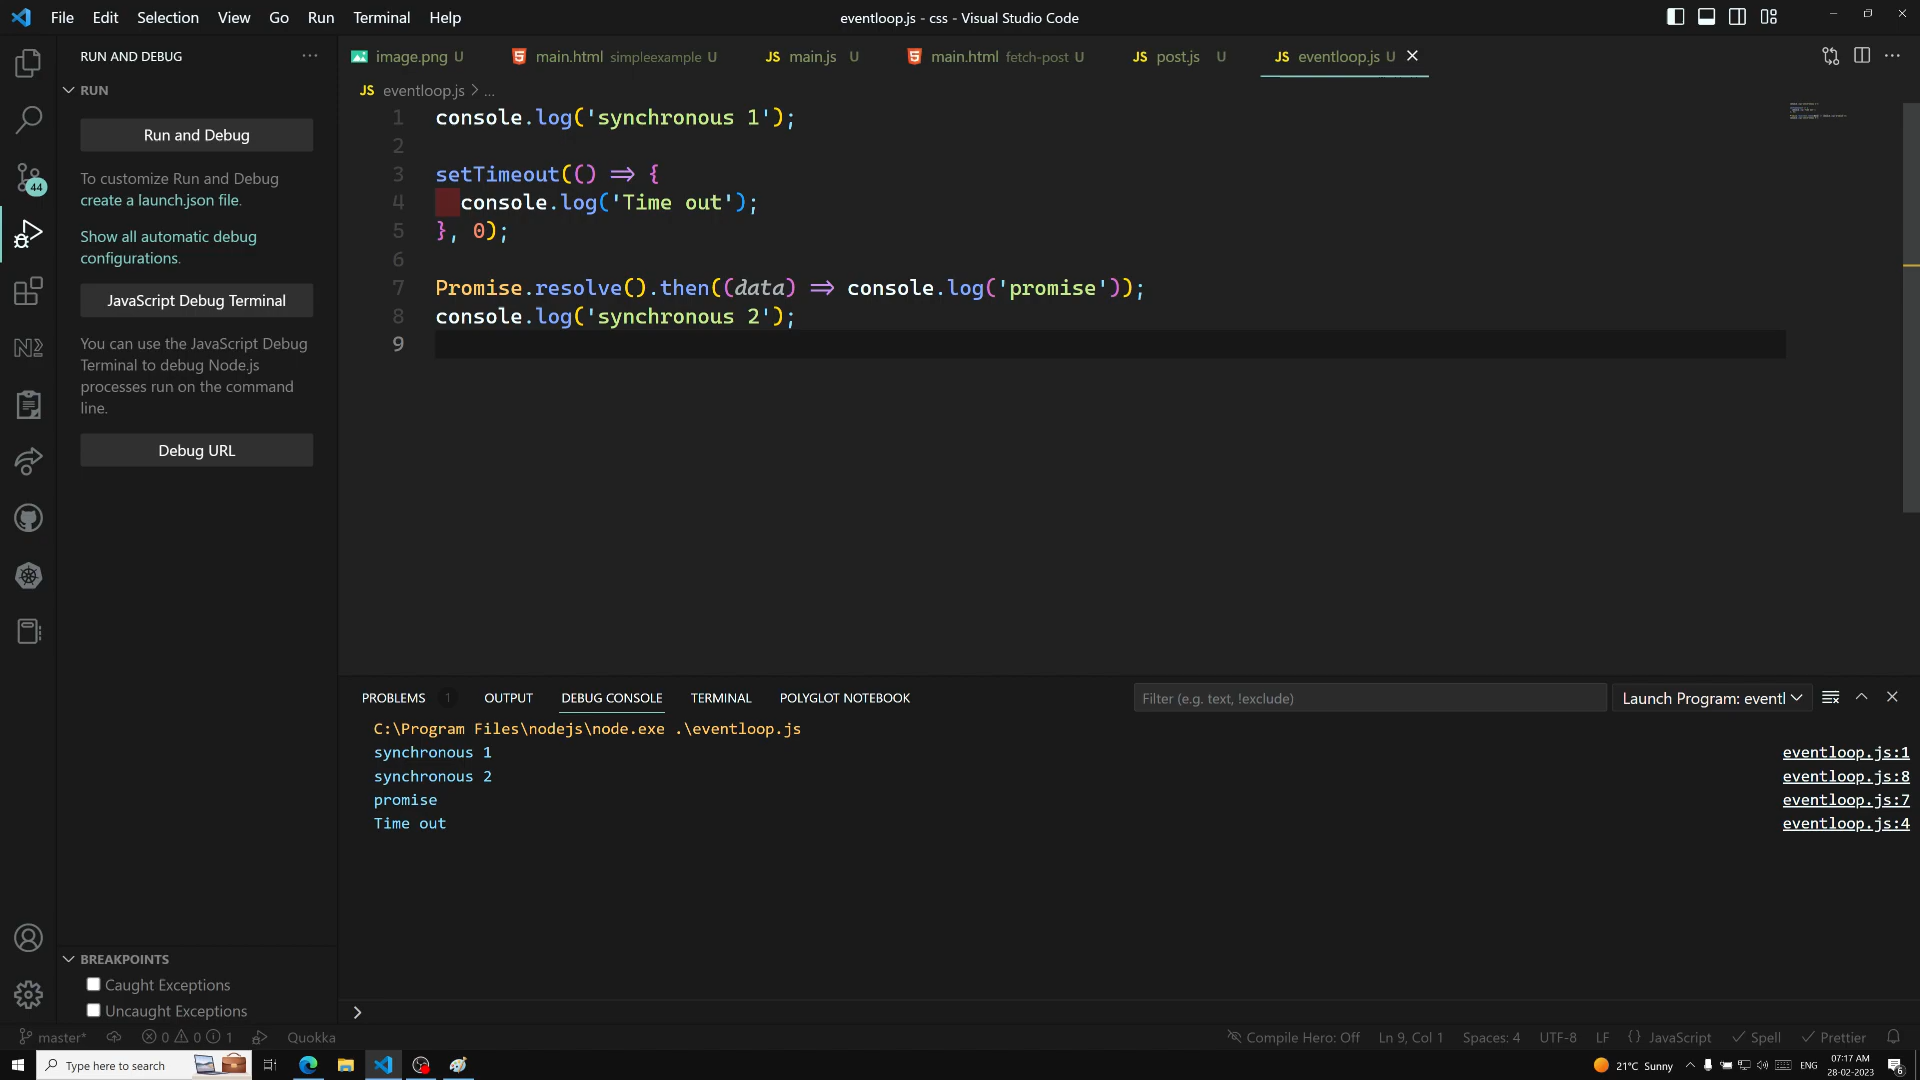 File Edit Selection View Go Run Terminal Help
eventloop.js - css - Visual Studio Code
RUN AND DEBUG
image.png U
main.html simpleexample U
JS main.js U
main.html fetch-post U
JS post.js U
JS eventloop.js U
RUN
JS eventloop.js > ...
Run and Debug
To customize Run and Debug
create a launch.json file.
Show all automatic debug
configurations.
JavaScript Debug Terminal
You can use the JavaScript Debug
Terminal to debug Node.js
processes run on the command
line.
Debug URL
44
1 console.log('synchronous 1');
2
3 setTimeout(() => {
4 console.log('Time out');
5 }, 0);
6
7 Promise.resolve().then((data) => console.log('promise'));
8 console.log('synchronous 2');
9
PROBLEMS 1 OUTPUT DEBUG CONSOLE TERMINAL POLYGLOT NOTEBOOK
Filter (e.g. text, !exclude)
Launch Program: eventl
C:\Program Files\nodejs\node.exe .\eventloop.js
synchronous 1 eventloop.js:1
synchronous 2 eventloop.js:8
promise eventloop.js:7
Time out eventloop.js:4
BREAKPOINTS
Caught Exceptions
Uncaught Exceptions
>
master* 0 0 1 Quokka
Compile Hero: Off Ln 9, Col 1 Spaces: 4 UTF-8 LF {} JavaScript Spell Prettier
Type here to search
21°C Sunny
ENG
07:17 AM
28-02-2023
6